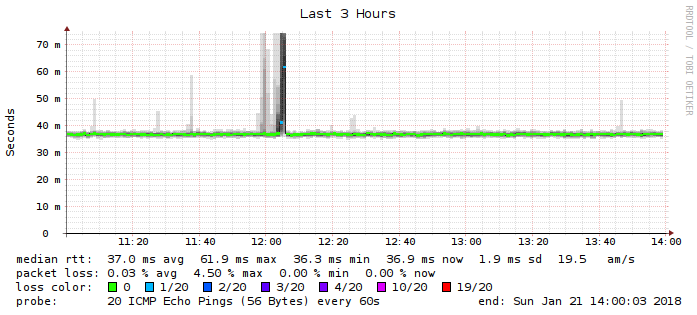 Last 3 Hours
RRDTOOL / TOBI OETIKER
Seconds
70 m
60 m
50 m
40 m
30 m
20 m
10 m
0
11:20 11:40 12:00 12:20 12:40 13:00 13:20 13:40 14:00
median rtt: 37.0 ms avg 61.9 ms max 36.3 ms min 36.9 ms now 1.9 ms sd 19.5 am/s
packet loss: 0.03 % avg 4.50 % max 0.00 % min 0.00 % now
loss color: 0 1/20 2/20 3/20 4/20 10/20 19/20
probe: 20 ICMP Echo Pings (56 Bytes) every 60s end: Sun Jan 21 14:00:03 2018